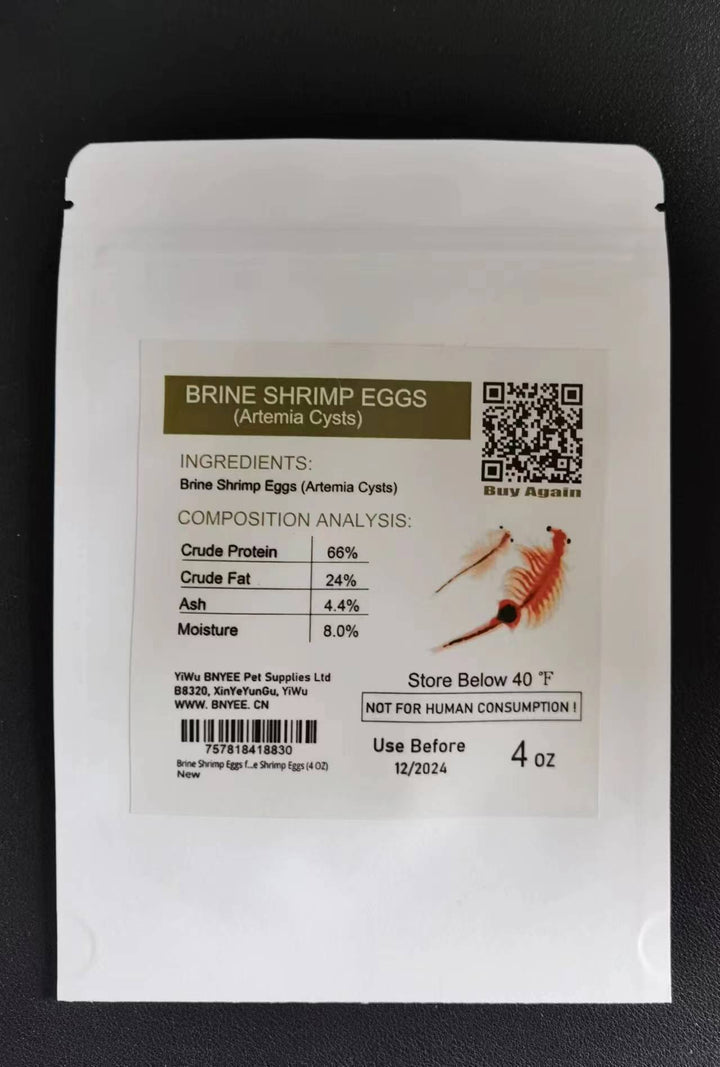 BRINE SHRIMP EGGS
(Artemia Cysts)
Buy Again
INGREDIENTS:
Brine Shrimp Eggs (Artemia Cysts)
COMPOSITION ANALYSIS:
Crude Protein 66%
Crude Fat 24%
Ash 4.4%
Moisture 8.0%
YiWu BNYEE Pet Supplies Ltd
B8320, XinYeYunGu, YiWu
WWW. BNYEE. CN
757818418830
Brine Shrimp Eggs f...e Shrimp Eggs (4 OZ)
New
Store Below 40 °F
NOT FOR HUMAN CONSUMPTION !
Use Before
12/2024
4 oz